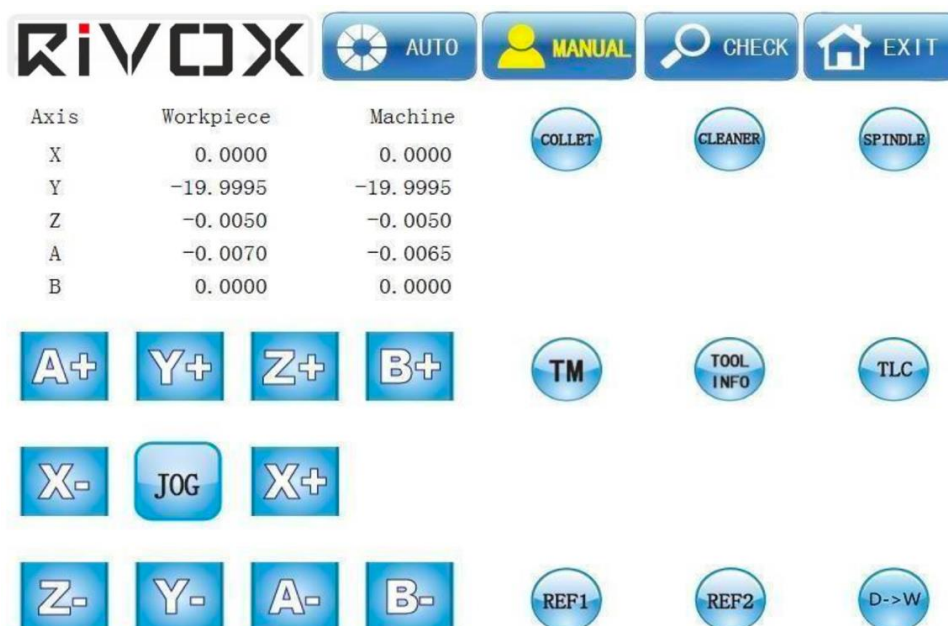 RiVOX AUTO MANUAL CHECK EXIT
Axis Workpiece Machine
X 0.0000 0.0000
Y -19.9995 -19.9995
Z -0.0050 -0.0050
A -0.0070 -0.0065
B 0.0000 0.0000
COLLET CLEANER SPINDLE
A+ Y+ Z+ B+
TM
TOOL
INFO
TLC
X- JOG X+
Z- Y- A- B-
REF1 REF2 D->W